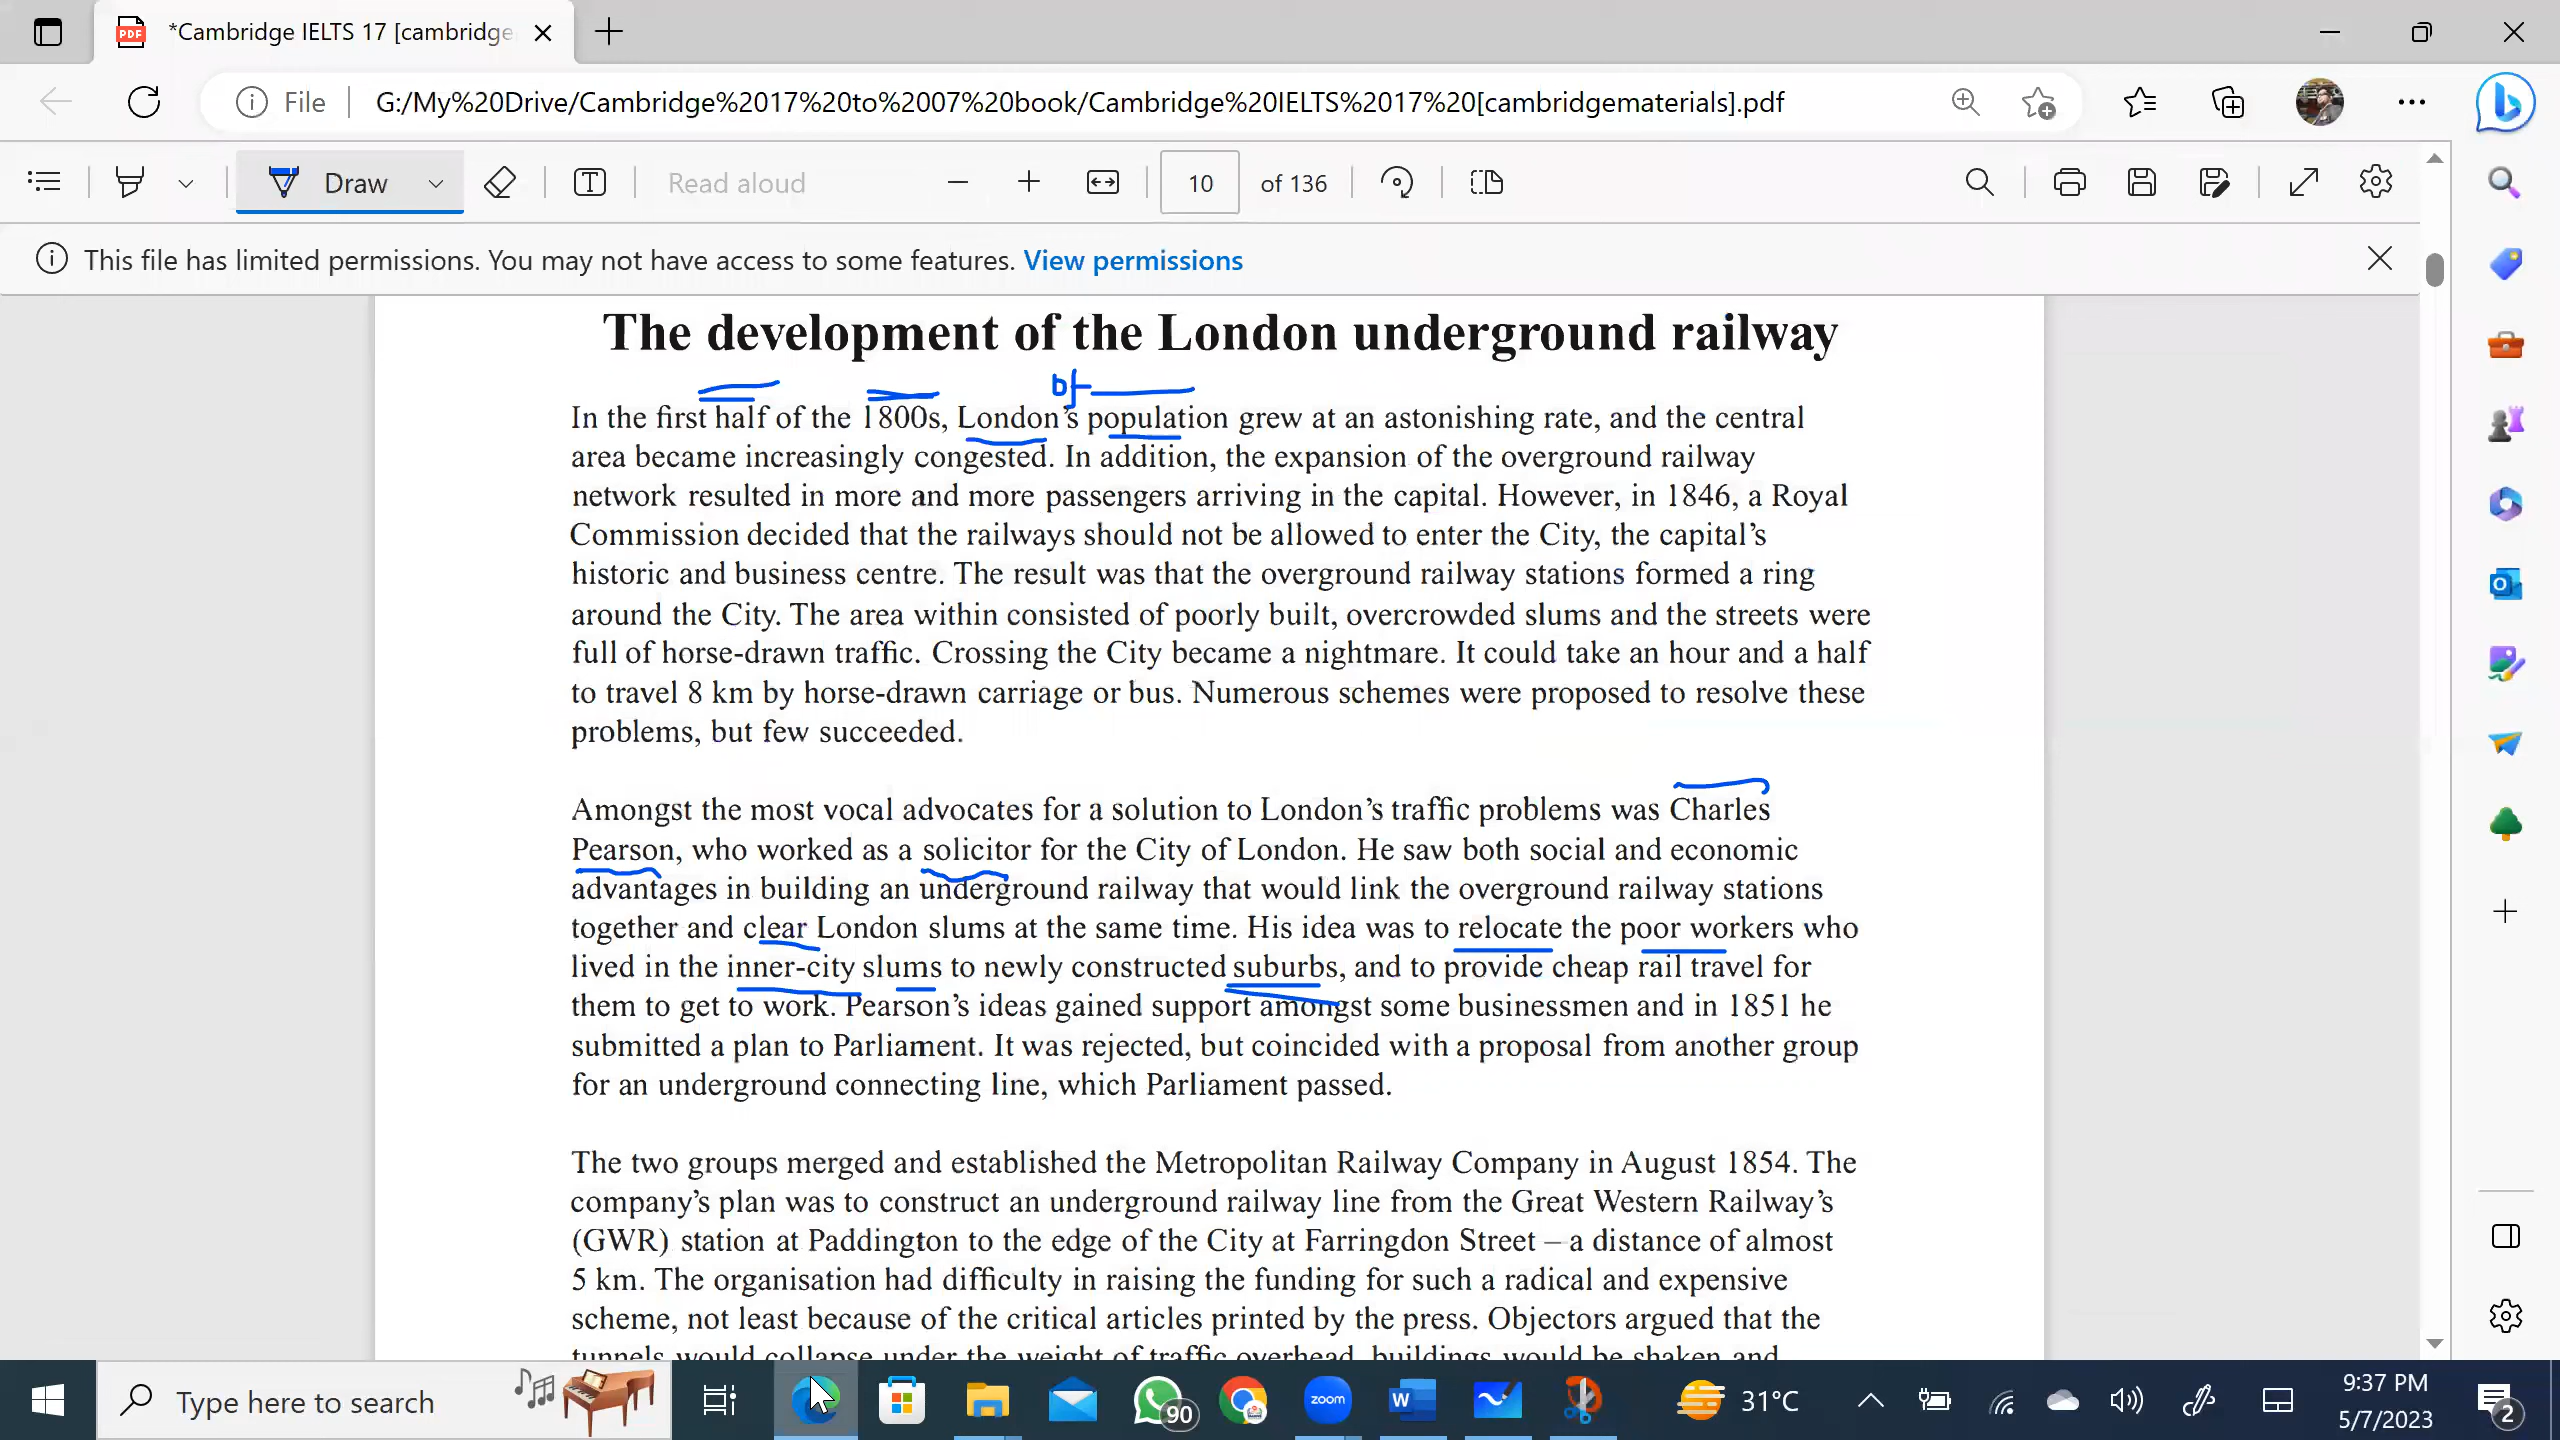 *Cambridge IELTS 17 [cambridge
File
G:/My%20Drive/Cambridge%2017%20to%2007%20book/Cambridge%20IELTS%2017%20[cambridgematerials].pdf
Draw
Read aloud
10
of 136
This file has limited permissions. You may not have access to some features. View permissions
The development of the London underground railway
In the first half of the 1800s, London’s population grew at an astonishing rate, and the central
area became increasingly congested. In addition, the expansion of the overground railway
network resulted in more and more passengers arriving in the capital. However, in 1846, a Royal
Commission decided that the railways should not be allowed to enter the City, the capital’s
historic and business centre. The result was that the overground railway stations formed a ring
around the City. The area within consisted of poorly built, overcrowded slums and the streets were
full of horse-drawn traffic. Crossing the City became a nightmare. It could take an hour and a half
to travel 8 km by horse-drawn carriage or bus. Numerous schemes were proposed to resolve these
problems, but few succeeded.
Amongst the most vocal advocates for a solution to London’s traffic problems was Charles
Pearson, who worked as a solicitor for the City of London. He saw both social and economic
advantages in building an underground railway that would link the overground railway stations
together and clear London slums at the same time. His idea was to relocate the poor workers who
lived in the inner-city slums to newly constructed suburbs, and to provide cheap rail travel for
them to get to work. Pearson’s ideas gained support amongst some businessmen and in 1851 he
submitted a plan to Parliament. It was rejected, but coincided with a proposal from another group
for an underground connecting line, which Parliament passed.
The two groups merged and established the Metropolitan Railway Company in August 1854. The
company’s plan was to construct an underground railway line from the Great Western Railway’s
(GWR) station at Paddington to the edge of the City at Farringdon Street – a distance of almost
5 km. The organisation had difficulty in raising the funding for such a radical and expensive
scheme, not least because of the critical articles printed by the press. Objectors argued that the
tunnels would collapse under the weight of traffic overhead, buildings would be shaken and
Type here to search
90
zoom
31°C
9:37 PM
5/7/2023
2